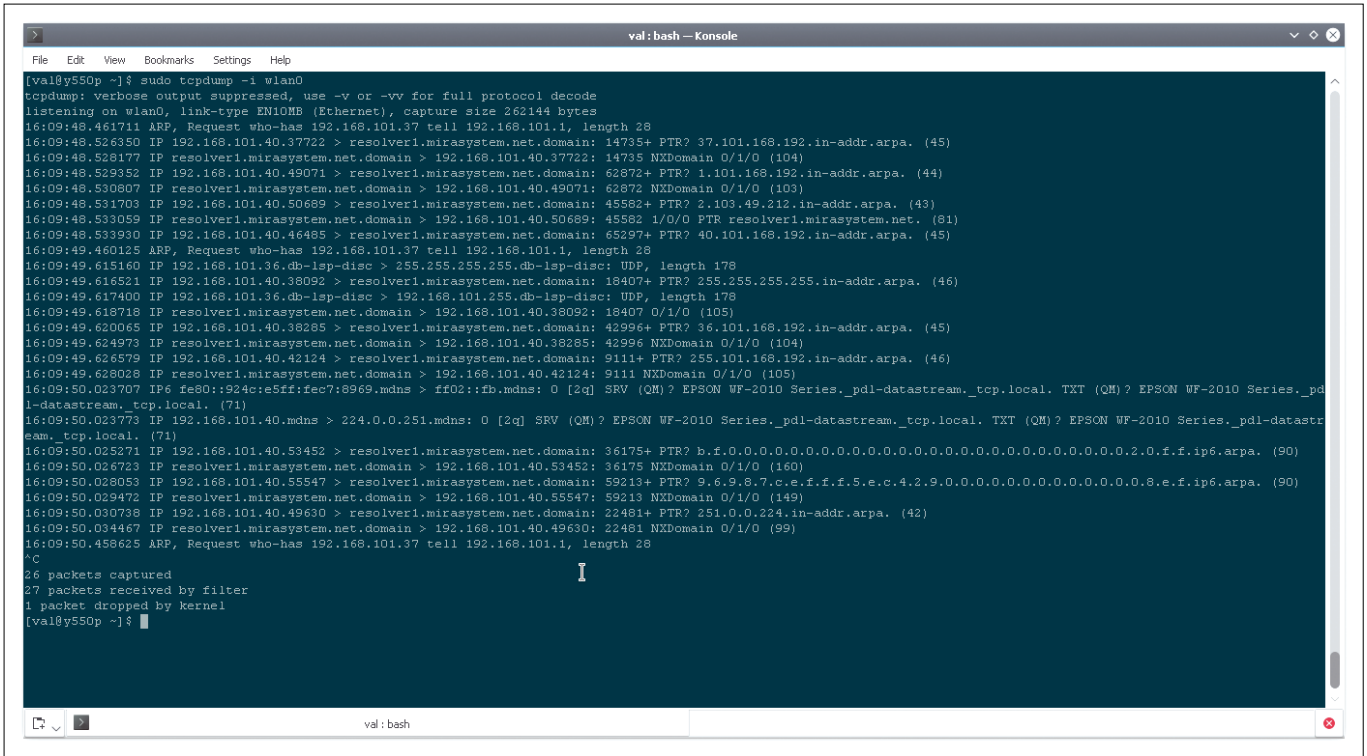 val : bash — Konsole
File Edit View Bookmarks Settings Help
[val@y550p ~]$ sudo tcpdump -i wlan0
tcpdump: verbose output suppressed, use -v or -vv for full protocol decode
listening on wlan0, link-type EN10MB (Ethernet), capture size 262144 bytes
16:09:48.461711 ARP, Request who-has 192.168.101.37 tell 192.168.101.1, length 28
16:09:48.526350 IP 192.168.101.40.37722 > resolver1.mirasystem.net.domain: 14735+ PTR? 37.101.168.192.in-addr.arpa. (45)
16:09:48.528177 IP resolver1.mirasystem.net.domain > 192.168.101.40.37722: 14735 NXDomain 0/1/0 (104)
16:09:48.529352 IP 192.168.101.40.49071 > resolver1.mirasystem.net.domain: 62872+ PTR? 1.101.168.192.in-addr.arpa. (44)
16:09:48.530807 IP resolver1.mirasystem.net.domain > 192.168.101.40.49071: 62872 NXDomain 0/1/0 (103)
16:09:48.531703 IP 192.168.101.40.50689 > resolver1.mirasystem.net.domain: 45582+ PTR? 2.103.49.212.in-addr.arpa. (43)
16:09:48.533059 IP resolver1.mirasystem.net.domain > 192.168.101.40.50689: 45582 1/0/0 PTR resolver1.mirasystem.net. (81)
16:09:48.533930 IP 192.168.101.40.46485 > resolver1.mirasystem.net.domain: 65297+ PTR? 40.101.168.192.in-addr.arpa. (45)
16:09:49.460125 ARP, Request who-has 192.168.101.37 tell 192.168.101.1, length 28
16:09:49.615160 IP 192.168.101.36.db-lsp-disc > 255.255.255.255.db-lsp-disc: UDP, length 178
16:09:49.616521 IP 192.168.101.40.38092 > resolver1.mirasystem.net.domain: 18407+ PTR? 255.255.255.255.in-addr.arpa. (46)
16:09:49.617400 IP 192.168.101.36.db-lsp-disc > 192.168.101.255.db-lsp-disc: UDP, length 178
16:09:49.618718 IP resolver1.mirasystem.net.domain > 192.168.101.40.38092: 18407 0/1/0 (105)
16:09:49.620065 IP 192.168.101.40.38285 > resolver1.mirasystem.net.domain: 42996+ PTR? 36.101.168.192.in-addr.arpa. (45)
16:09:49.624973 IP resolver1.mirasystem.net.domain > 192.168.101.40.38285: 42996 NXDomain 0/1/0 (104)
16:09:49.626579 IP 192.168.101.40.42124 > resolver1.mirasystem.net.domain: 9111+ PTR? 255.101.168.192.in-addr.arpa. (46)
16:09:49.628028 IP resolver1.mirasystem.net.domain > 192.168.101.40.42124: 9111 NXDomain 0/1/0 (105)
16:09:50.023707 IP6 fe80::924c:e5ff:fec7:8969.mdns > ff02::fb.mdns: 0 [2q] SRV (QM)? EPSON WF-2010 Series._pdl-datastream._tcp.local. TXT (QM)? EPSON WF-2010 Series._pd
l-datastream._tcp.local. (71)
16:09:50.023773 IP 192.168.101.40.mdns > 224.0.0.251.mdns: 0 [2q] SRV (QM)? EPSON WF-2010 Series._pdl-datastream._tcp.local. TXT (QM)? EPSON WF-2010 Series._pdl-datastr
eam._tcp.local. (71)
16:09:50.025271 IP 192.168.101.40.53452 > resolver1.mirasystem.net.domain: 36175+ PTR? b.f.0.0.0.0.0.0.0.0.0.0.0.0.0.0.0.0.0.0.0.0.0.0.0.0.0.0.2.0.f.f.ip6.arpa. (90)
16:09:50.026723 IP resolver1.mirasystem.net.domain > 192.168.101.40.53452: 36175 NXDomain 0/1/0 (160)
16:09:50.028053 IP 192.168.101.40.55547 > resolver1.mirasystem.net.domain: 59213+ PTR? 9.6.9.8.7.c.e.f.f.f.5.e.c.4.2.9.0.0.0.0.0.0.0.0.0.0.0.0.0.8.e.f.ip6.arpa. (90)
16:09:50.029472 IP resolver1.mirasystem.net.domain > 192.168.101.40.55547: 59213 NXDomain 0/1/0 (149)
16:09:50.030738 IP 192.168.101.40.49630 > resolver1.mirasystem.net.domain: 22481+ PTR? 251.0.0.224.in-addr.arpa. (42)
16:09:50.034467 IP resolver1.mirasystem.net.domain > 192.168.101.40.49630: 22481 NXDomain 0/1/0 (99)
16:09:50.458625 ARP, Request who-has 192.168.101.37 tell 192.168.101.1, length 28
^C
26 packets captured
27 packets received by filter
1 packet dropped by kernel
[val@y550p ~]$
val : bash